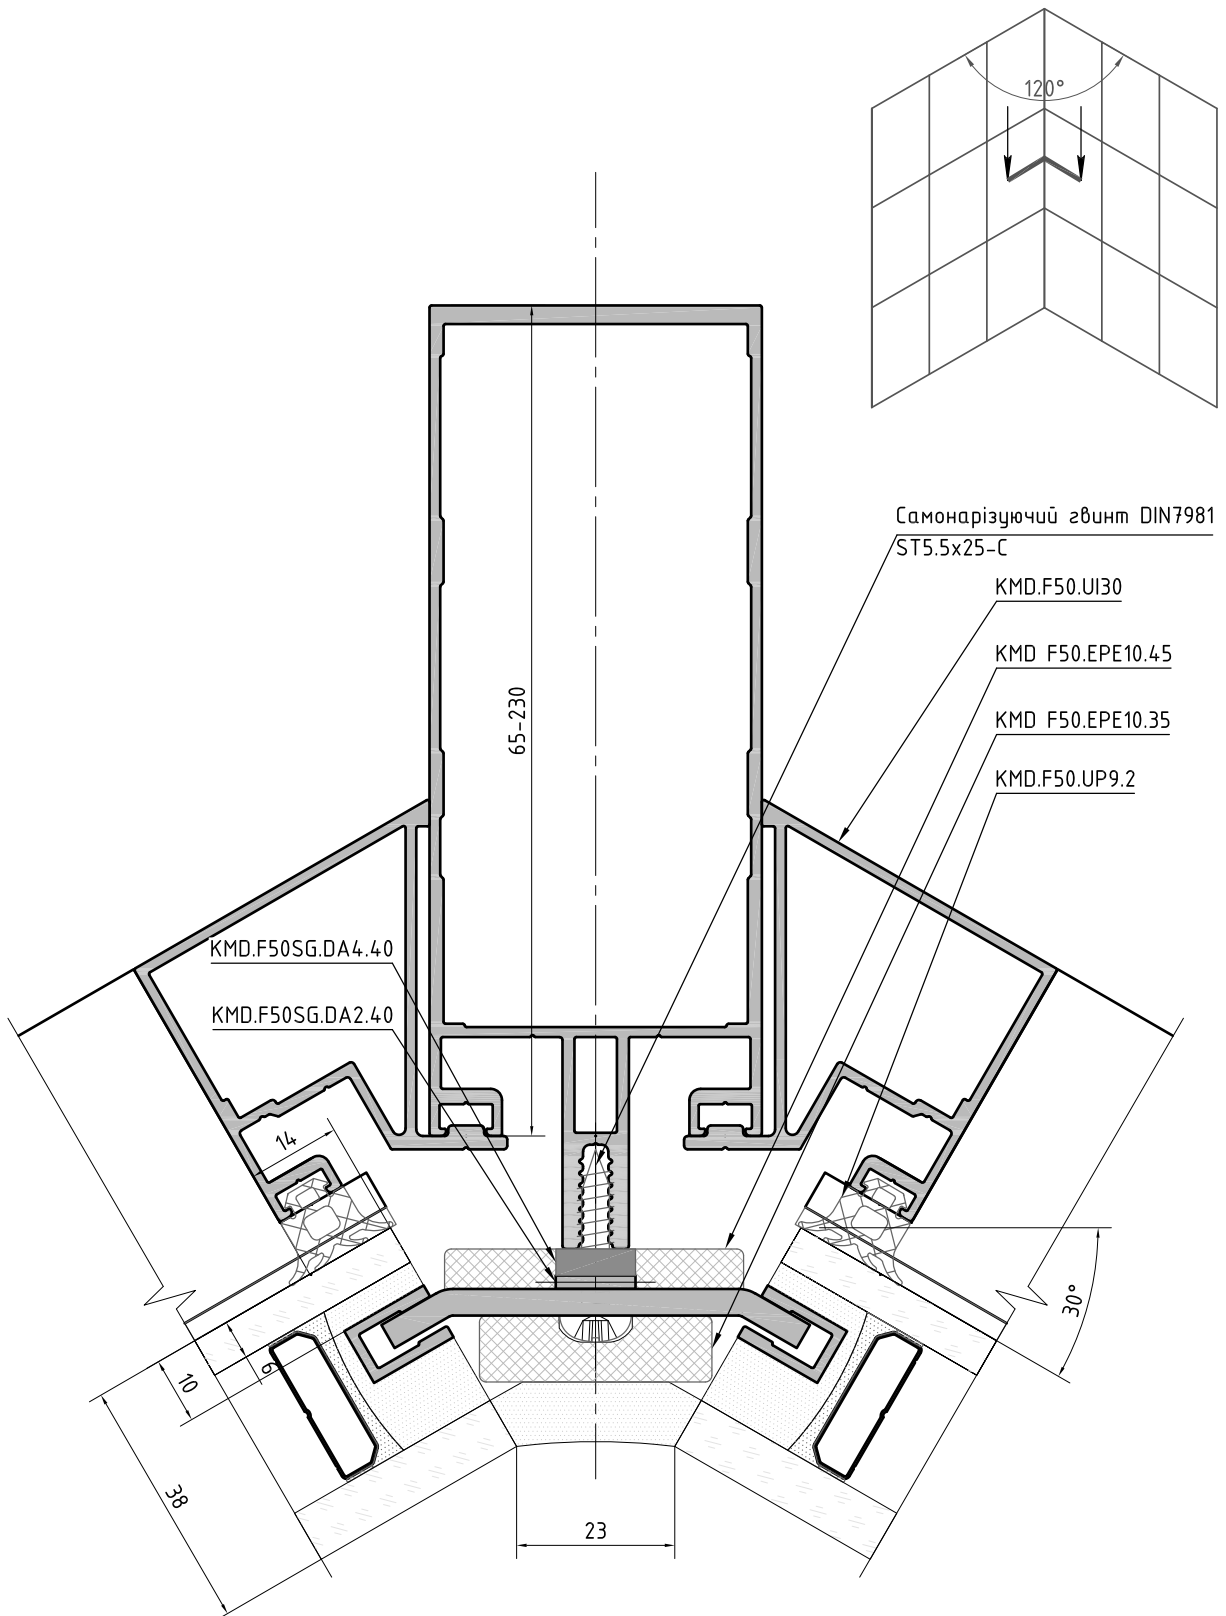 120°
Самонарізуючий гвинт DIN7981
ST5.5x25-C
KMD.F50.UI30
KMD F50.EPE10.45
KMD F50.EPE10.35
65-230
KMD.F50.UP9.2
KMD.F50SG.DA4.40
KMD.F50SG.DA2.40
14
30°
6
10
38
23